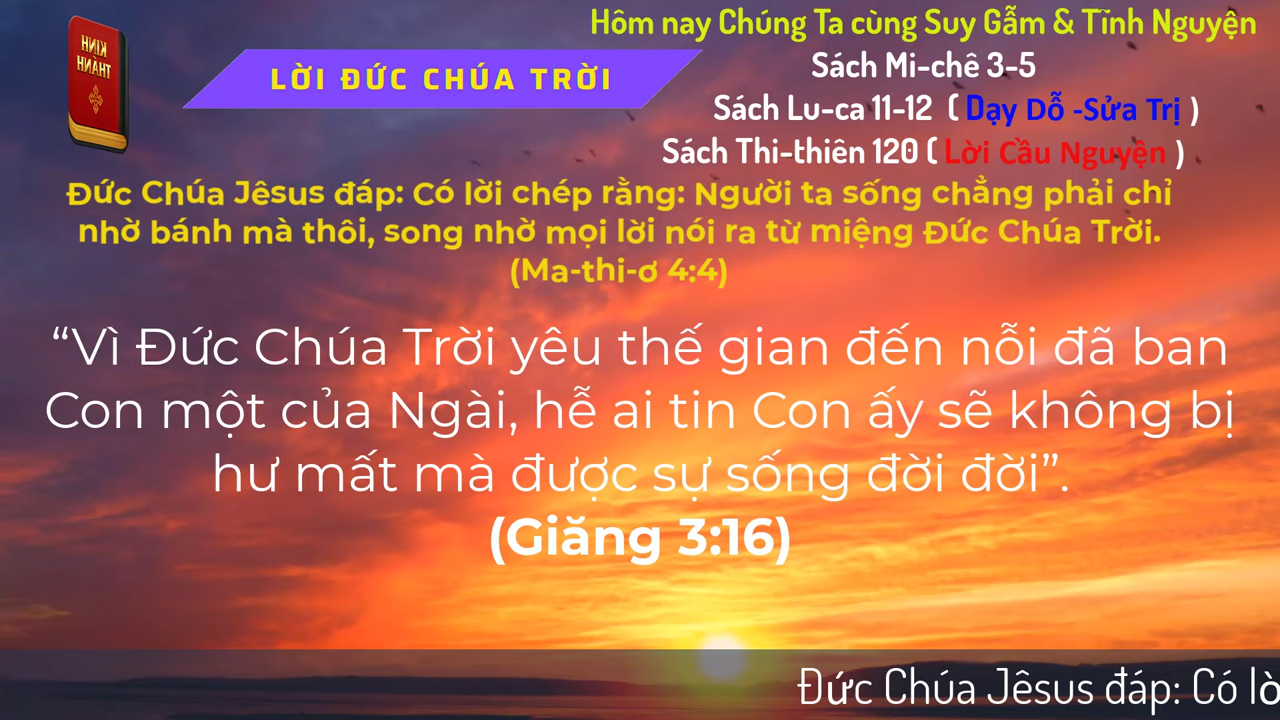 KINH
THÁNH
LỜI ĐỨC CHÚA TRỜI
Hôm nay Chúng Ta cùng Suy Gẫm & Tĩnh Nguyện
Sách Mi-chê 3-5
Sách Lu-ca 11-12 ( Dạy Dỗ -Sửa Trị )
Sách Thi-thiên 120 ( Lời Cầu Nguyện )
Đức Chúa Jêsus đáp: Có lời chép rằng: Người ta sống chẳng phải chỉ
nhờ bánh mà thôi, song nhờ mọi lời nói ra từ miệng Đức Chúa Trời.
(Ma-thi-ơ 4:4)
“Vì Đức Chúa Trời yêu thế gian đến nỗi đã ban
Con một của Ngài, hễ ai tin Con ấy sẽ không bị
hư mất mà được sự sống đời đời”.
(Giăng 3:16)
Đức Chúa Jêsus đáp: Có lờ